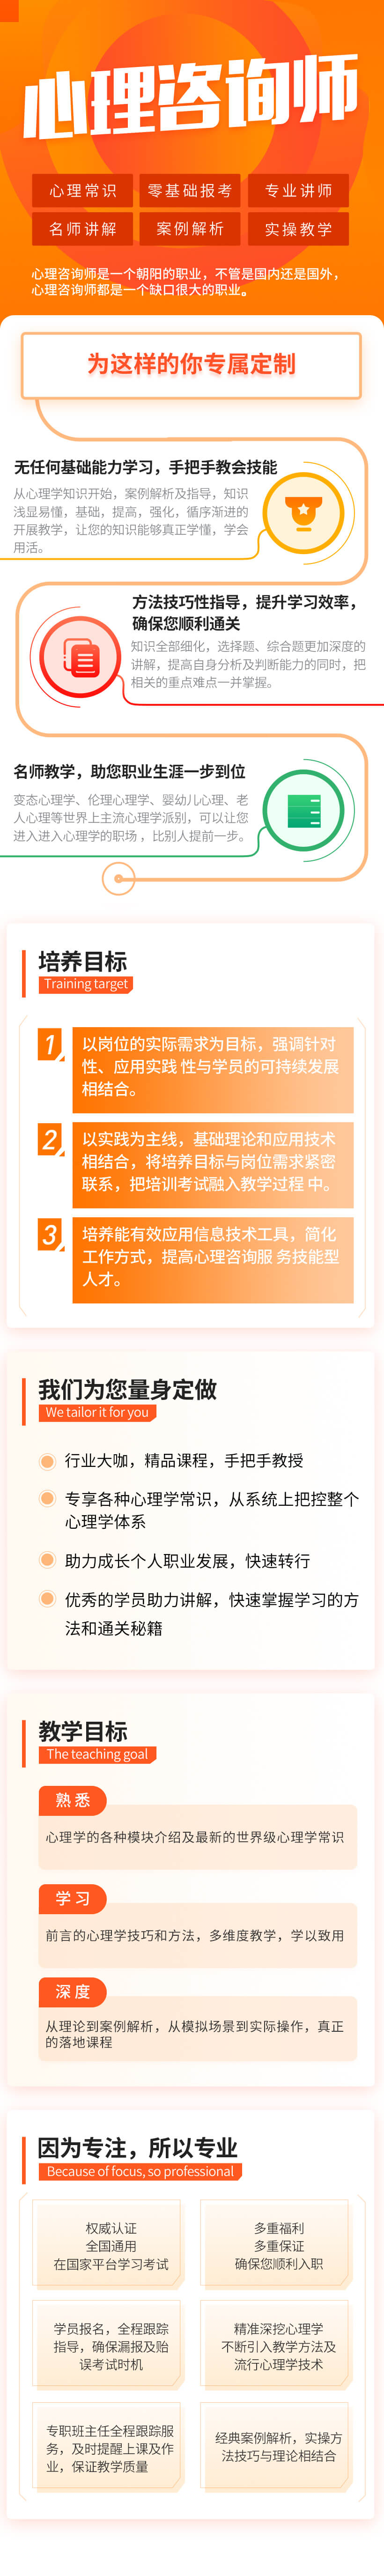 心理咨询师
心理常识
零基础报考
专业讲师
名师讲解
案例解析
实操教学
心理咨询师是一个朝阳的职业，不管是国内还是国外，
心理咨询师都是一个缺口很大的职业。
为这样的你专属定制
无任何基础能力学习，手把手教会技能
从心理学知识开始，案例解析及指导，知识
浅显易懂，基础，提高，强化，循序渐进的
开展教学，让您的知识能够真正学懂，学会
用活。
方法技巧性指导，提升学习效率，
确保您顺利通关
知识全部细化，选择题、综合题更加深度的
讲解，提高自身分析及判断能力的同时，把
相关的重点难点一并掌握。
名师教学，助您职业生涯一步到位
变态心理学、伦理心理学、婴幼儿心理、老
人心理等世界上主流心理学派别，可以让您
进入进入心理学的职场 ，比别人提前一步。
培养目标
Training target
1
以岗位的实际需求为目标，强调针对
性、应用实践 性与学员的可持续发展
相结合。
2
以实践为主线，基础理论和应用技术
相结合，将培养目标与岗位需求紧密
联系，把培训考试融入教学过程 中。
3
培养能有效应用信息技术工具，简化
工作方式，提高心理咨询服 务技能型
人才。
我们为您量身定做
We tailor it for you
行业大咖，精品课程，手把手教授
专享各种心理学常识，从系统上把控整个
心理学体系
助力成长个人职业发展，快速转行
优秀的学员助力讲解，快速掌握学习的方
法和通关秘籍
教学目标
The teaching goal
熟悉
心理学的各种模块介绍及最新的世界级心理学常识
学习
前言的心理学技巧和方法，多维度教学，学以致用
深度
从理论到案例解析，从模拟场景到实际操作，真正
的落地课程
因为专注，所以专业
Because of focus, so professional
权威认证
全国通用
在国家平台学习考试
多重福利
多重保证
确保您顺利入职
学员报名，全程跟踪
指导，确保漏报及贻
误考试时机
精准深挖心理学
不断引入教学方法及
流行心理学技术
专职班主任全程跟踪服
务，及时提醒上课及作
业，保证教学质量
经典案例解析，实操方
法技巧与理论相结合